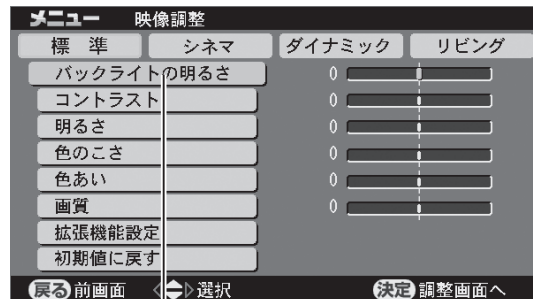 メニュー 映像調整
標準 シネマ ダイナミック リビング
バックライトの明るさ 0
コントラスト 0
明るさ 0
色のこさ 0
色あい 0
画質 0
拡張機能設定
初期値に戻す
戻る 前画面 選択 決定 調整画面へ